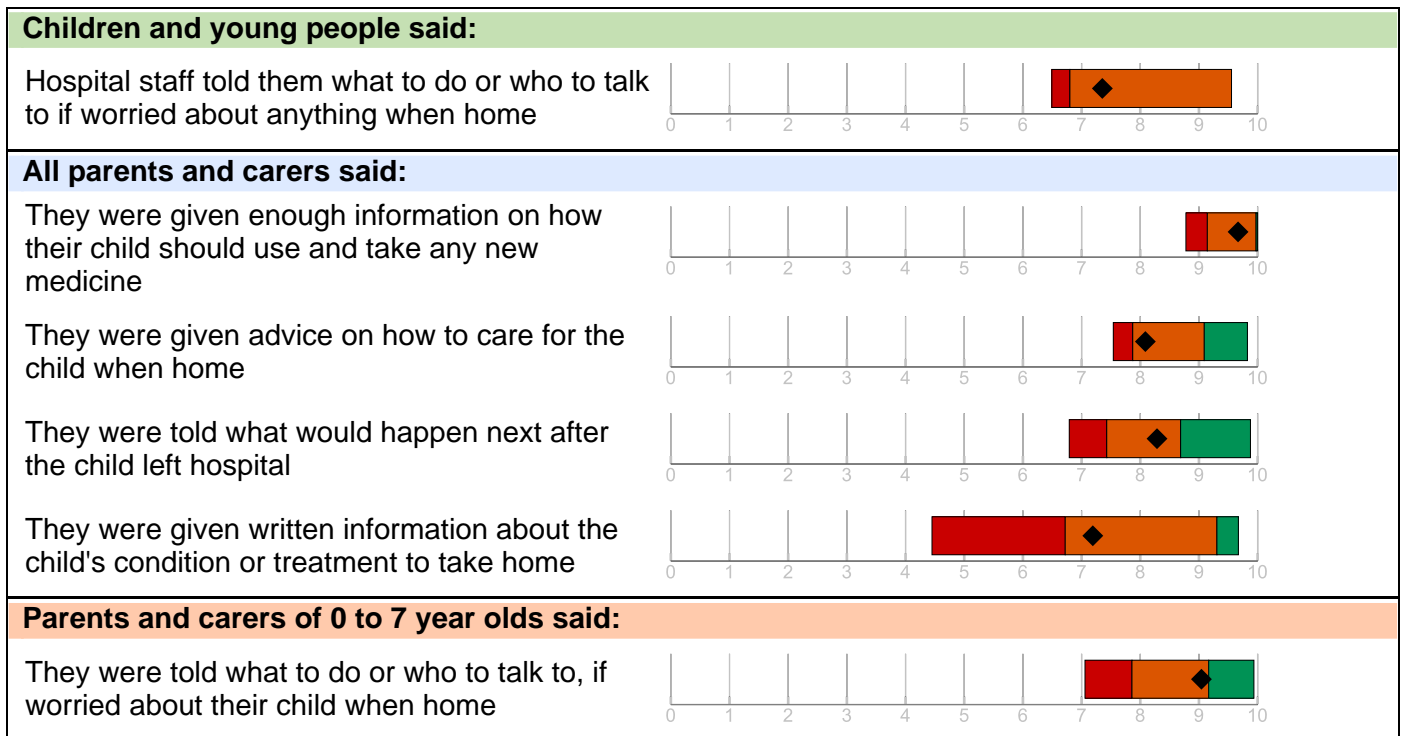 Children and young people said:
Hospital staff told them what to do or who to talk
to if worried about anything when home
0 1 2 3 4 5 6 7 8 9 10
All parents and carers said:
They were given enough information on how
their child should use and take any new
medicine
0 1 2 3 4 5 6 7 8 9 10
They were given advice on how to care for the
child when home
0 1 2 3 4 5 6 7 8 9 10
They were told what would happen next after
the child left hospital
0 1 2 3 4 5 6 7 8 9 10
They were given written information about the
child's condition or treatment to take home
0 1 2 3 4 5 6 7 8 9 10
Parents and carers of 0 to 7 year olds said:
They were told what to do or who to talk to, if
worried about their child when home
0 1 2 3 4 5 6 7 8 9 10